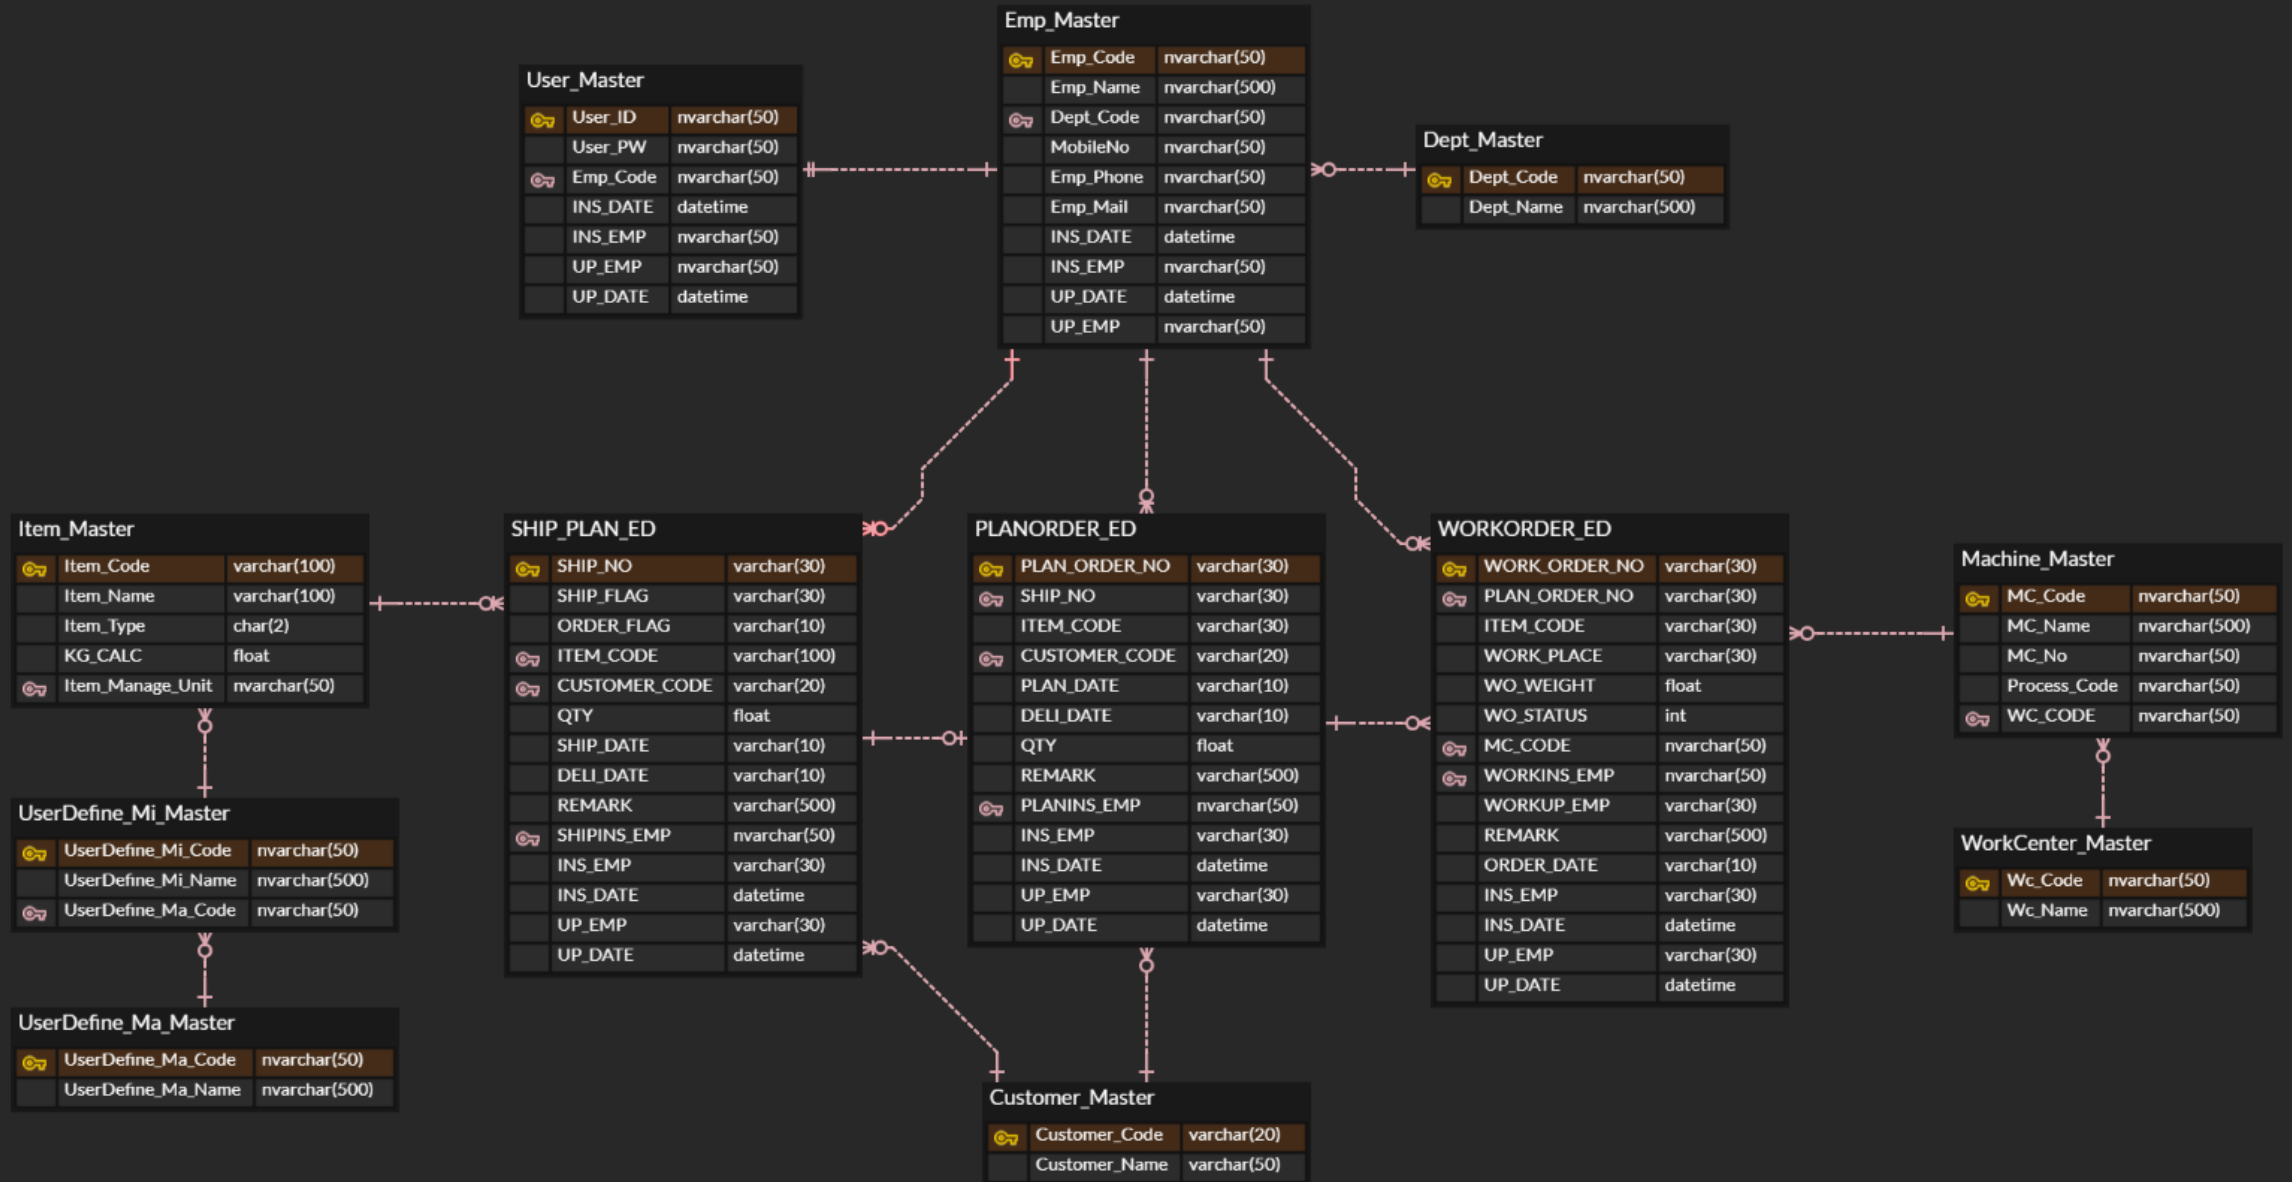 Emp_Master
Emp_Code nvarchar(50)
Emp_Name nvarchar(500)
Dept_Code nvarchar(50)
MobileNo nvarchar(50)
Emp_Phone nvarchar(50)
Emp_Mail nvarchar(50)
INS_DATE datetime
INS_EMP nvarchar(50)
UP_DATE datetime
UP_EMP nvarchar(50)
User_Master
User_ID nvarchar(50)
User_PW nvarchar(50)
Emp_Code nvarchar(50)
INS_DATE datetime
INS_EMP nvarchar(50)
UP_EMP nvarchar(50)
UP_DATE datetime
Dept_Master
Dept_Code nvarchar(50)
Dept_Name nvarchar(500)
Item_Master
Item_Code varchar(100)
Item_Name varchar(100)
Item_Type char(2)
KG_CALC float
Item_Manage_Unit nvarchar(50)
SHIP_PLAN_ED
SHIP_NO varchar(30)
SHIP_FLAG varchar(30)
ORDER_FLAG varchar(10)
ITEM_CODE varchar(100)
CUSTOMER_CODE varchar(20)
QTY float
SHIP_DATE varchar(10)
DELI_DATE varchar(10)
REMARK varchar(500)
SHIPINS_EMP nvarchar(50)
INS_EMP varchar(30)
INS_DATE datetime
UP_EMP varchar(30)
UP_DATE datetime
PLANORDER_ED
PLAN_ORDER_NO varchar(30)
SHIP_NO varchar(30)
ITEM_CODE varchar(30)
CUSTOMER_CODE varchar(20)
PLAN_DATE varchar(10)
DELI_DATE varchar(10)
QTY float
REMARK varchar(500)
PLANINS_EMP nvarchar(50)
INS_EMP varchar(30)
INS_DATE datetime
UP_EMP varchar(30)
UP_DATE datetime
WORKORDER_ED
WORK_ORDER_NO varchar(30)
PLAN_ORDER_NO varchar(30)
ITEM_CODE varchar(30)
WORK_PLACE varchar(30)
WO_WEIGHT float
WO_STATUS int
MC_CODE nvarchar(50)
WORKINS_EMP nvarchar(50)
WORKUP_EMP varchar(30)
REMARK varchar(500)
ORDER_DATE varchar(10)
INS_EMP varchar(30)
INS_DATE datetime
UP_EMP varchar(30)
UP_DATE datetime
Machine_Master
MC_Code nvarchar(50)
MC_Name nvarchar(500)
MC_No nvarchar(50)
Process_Code nvarchar(50)
WC_CODE nvarchar(50)
UserDefine_Mi_Master
UserDefine_Mi_Code nvarchar(50)
UserDefine_Mi_Name nvarchar(500)
UserDefine_Ma_Code nvarchar(50)
WorkCenter_Master
Wc_Code nvarchar(50)
Wc_Name nvarchar(500)
UserDefine_Ma_Master
UserDefine_Ma_Code nvarchar(50)
UserDefine_Ma_Name nvarchar(500)
Customer_Master
Customer_Code varchar(20)
Customer_Name varchar(50)